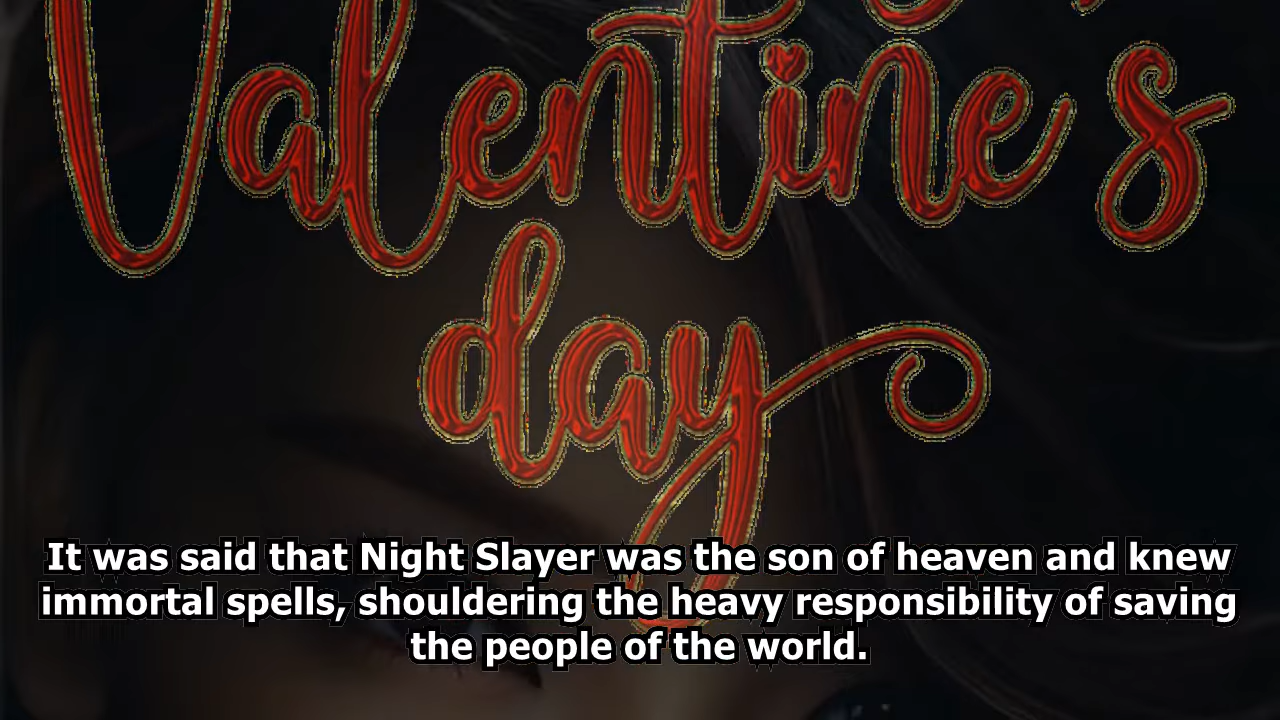 Valentine's
day
It was said that Night Slayer was the son of heaven and knew
immortal spells, shouldering the heavy responsibility of saving
the people of the world.